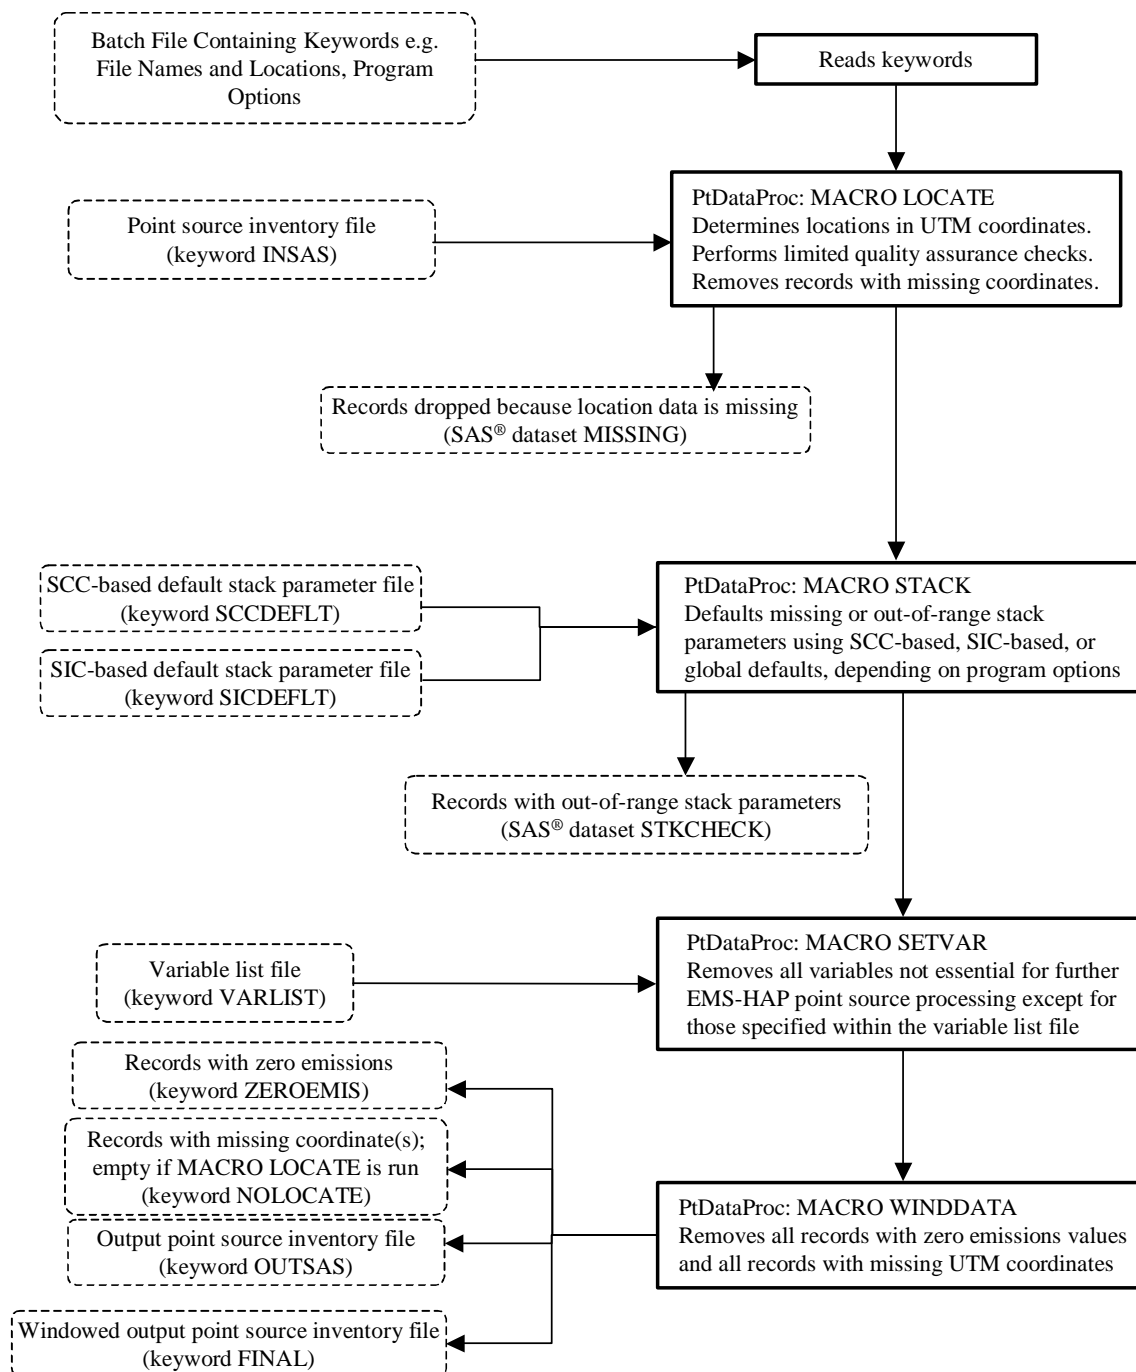 Batch File Containing Keywords e.g.
File Names and Locations, Program
Options
Reads keywords
PtDataProc: MACRO LOCATE
Determines locations in UTM coordinates.
Performs limited quality assurance checks.
Removes records with missing coordinates.
Point source inventory file
(keyword INSAS)
Records dropped because location data is missing
(SAS® dataset MISSING)
SCC-based default stack parameter file
(keyword SCCDEFLT)
SIC-based default stack parameter file
(keyword SICDEFLT)
PtDataProc: MACRO STACK
Defaults missing or out-of-range stack
parameters using SCC-based, SIC-based, or
global defaults, depending on program options
Records with out-of-range stack parameters
(SAS® dataset STKCHECK)
PtDataProc: MACRO SETVAR
Removes all variables not essential for further
EMS-HAP point source processing except for
those specified within the variable list file
Variable list file
(keyword VARLIST)
Records with zero emissions
(keyword ZEROEMIS)
Records with missing coordinate(s);
empty if MACRO LOCATE is run
(keyword NOLOCATE)
Output point source inventory file
(keyword OUTSAS)
Windowed output point source inventory file
(keyword FINAL)
PtDataProc: MACRO WINDDATA
Removes all records with zero emissions values
and all records with missing UTM coordinates